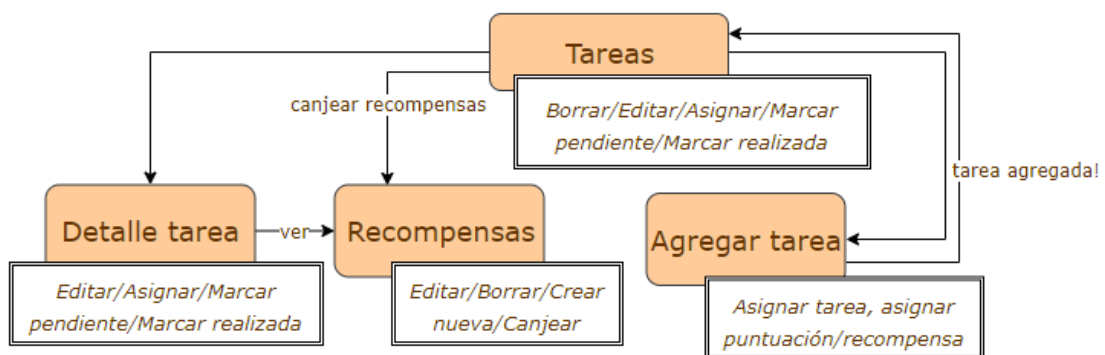 Tareas
canjear recompensas
Borrar/Editar/Asignar/Marcar
pendiente/Marcar realizada
tarea agregada!
Detalle tarea
ver
Recompensas
Agregar tarea
Editar/Asignar/Marcar
pendiente/Marcar realizada
Editar/Borrar/Crear
nueva/Canjear
Asignar tarea, asignar
puntuación/recompensa